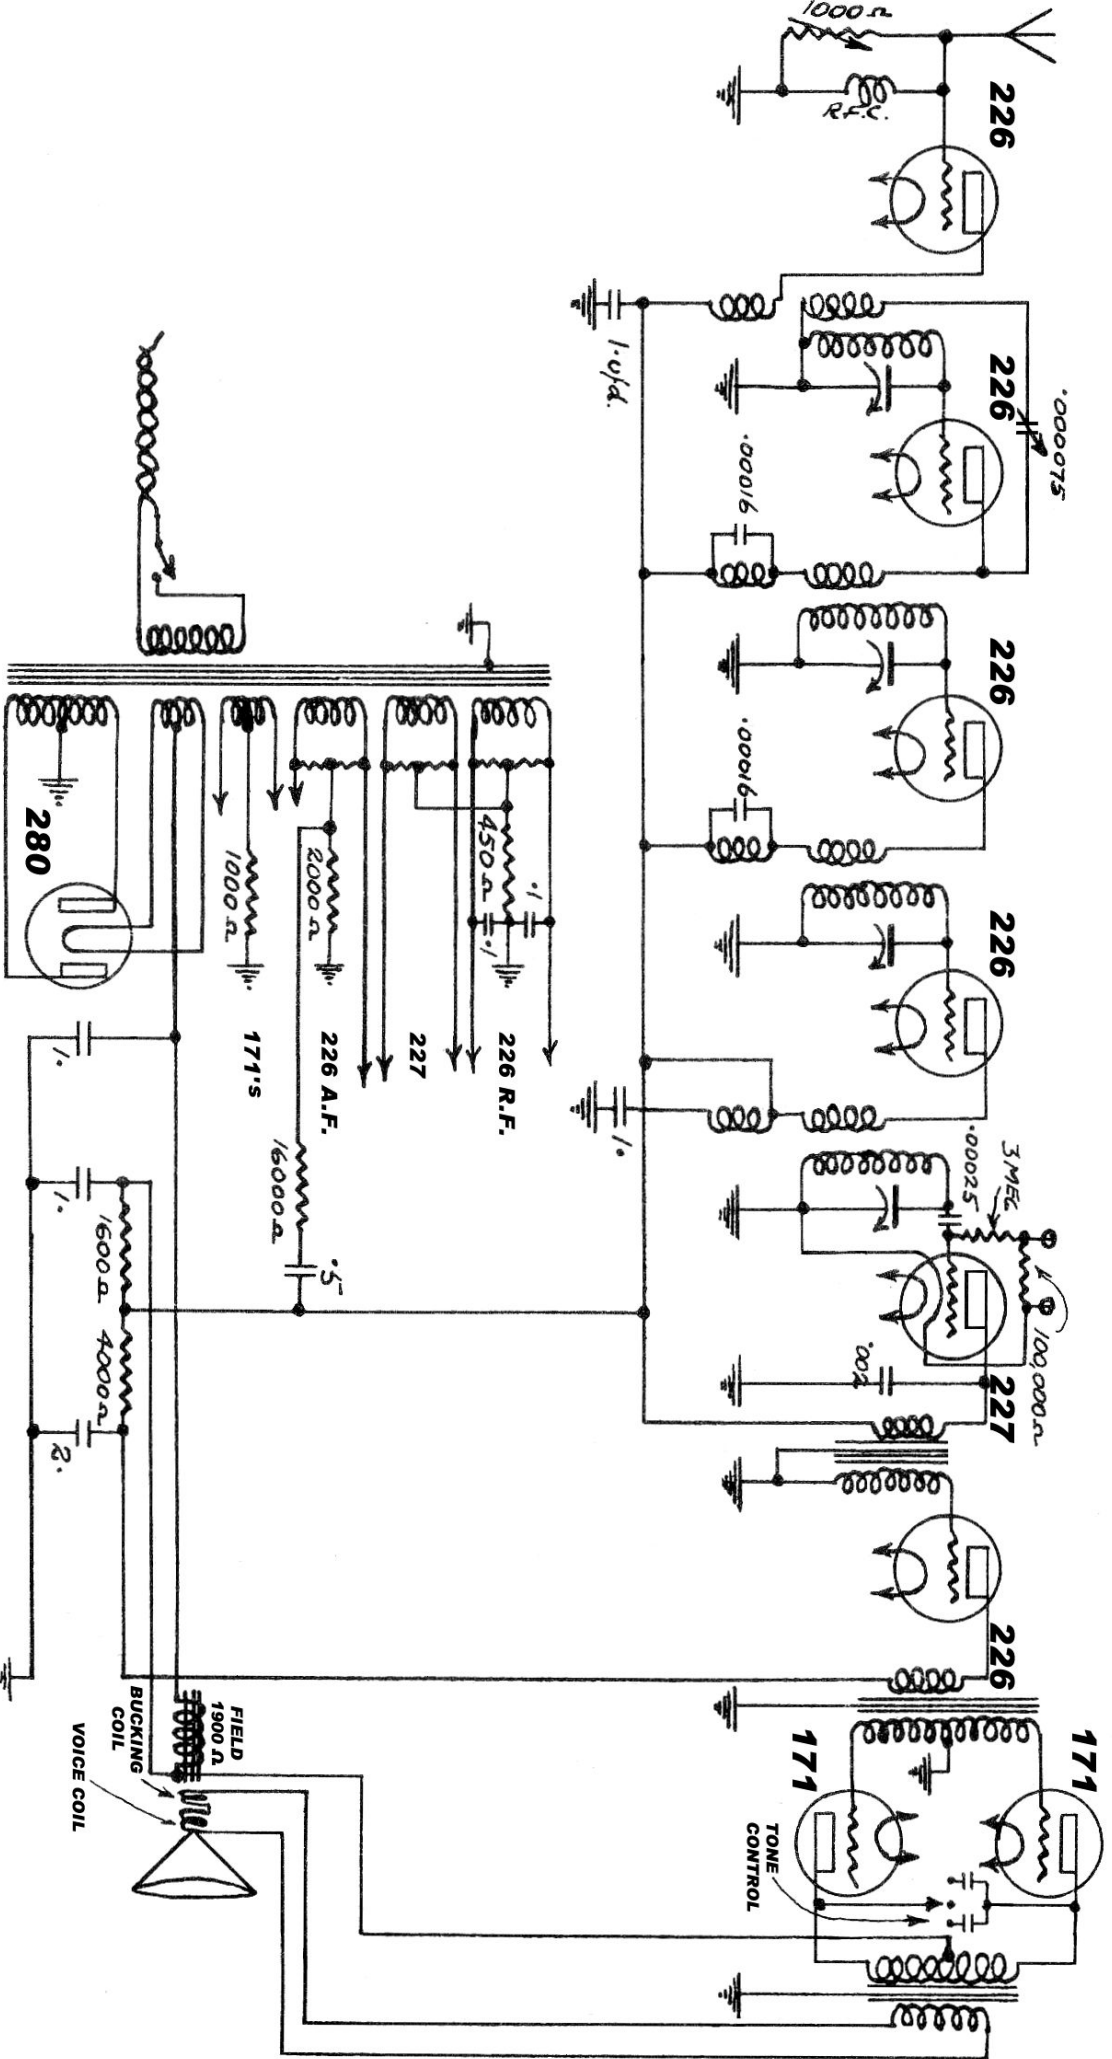 1000 Ω
R.F.C.
226
226
.000075
1.ufd.
.00016
226
.00016
226
.00025
3 MEG
100,000 Ω
.002
227
226
171
171
TONE
CONTROL
450 Ω
.1
.1
226 R.F.
227
2000 Ω
226 A.F.
1000 Ω
171's
16000 Ω
.5
1.
280
1.
1.
1600 Ω
4000 Ω
2.
FIELD
1900 Ω
BUCKING
COIL
VOICE COIL